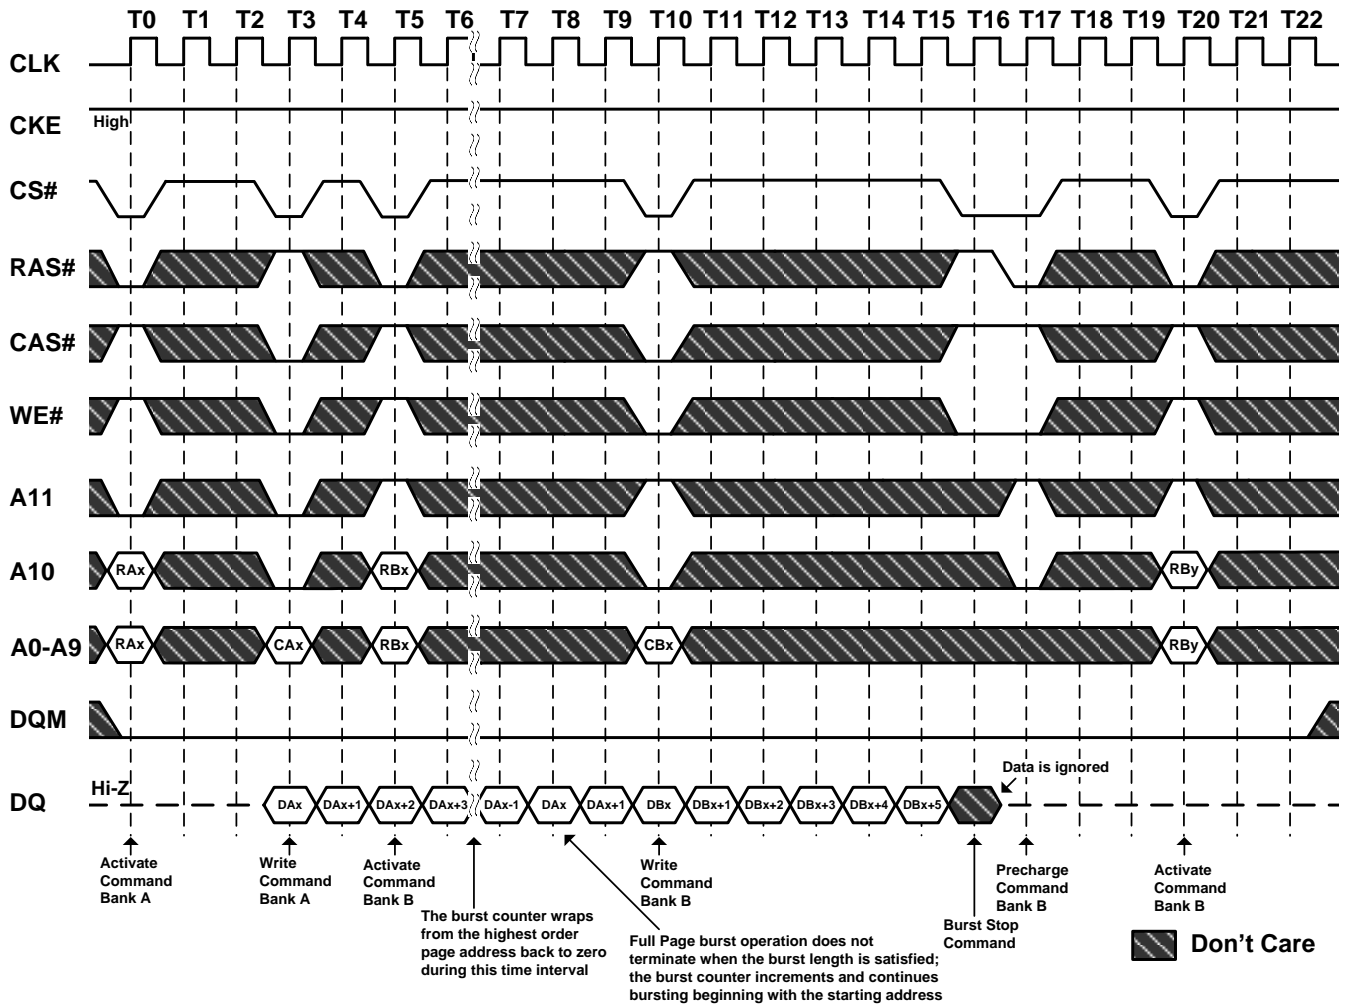 T0 T1 T2 T3 T4 T5 T6 T7 T8 T9 T10 T11 T12 T13 T14 T15 T16 T17 T18 T19 T20 T21 T22
CLK
CKE High
CS#
RAS#
CAS#
WE#
A11
A10 RAx RBx RBy
A0-A9 RAx CAx RBx CBx RBy
DQM
Data is ignored
DQ Hi-Z DAx DAx+1 DAx+2 DAx+3 DAx-1 DAx DAx+1 DBx DBx+1 DBx+2 DBx+3 DBx+4 DBx+5
Activate
Command
Bank A
Write
Command
Bank A
Activate
Command
Bank B
The burst counter wraps
from the highest order
page address back to zero
during this time interval
Write
Command
Bank B
Full Page burst operation does not
terminate when the burst length is satisfied;
the burst counter increments and continues
bursting beginning with the starting address
Burst Stop
Command
Precharge
Command
Bank B
Activate
Command
Bank B
Don't Care